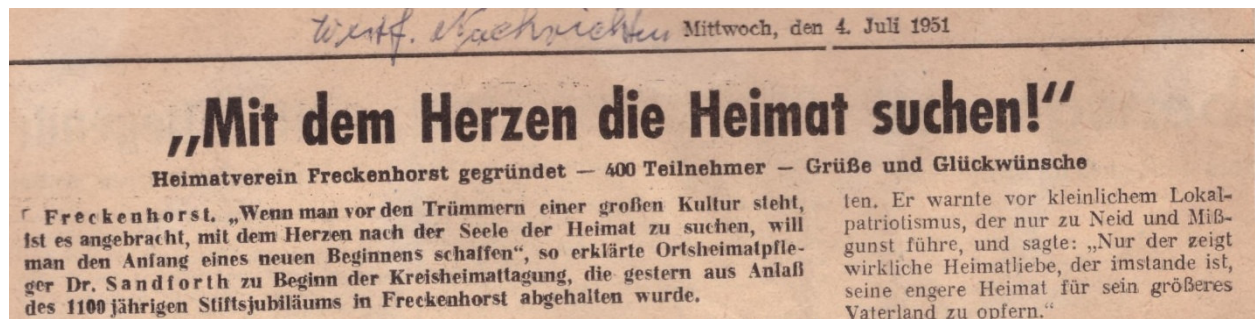 Westf. Nachrichten Mittwoch, den 4. Juli 1951
„Mit dem Herzen die Heimat suchen!“
Heimatverein Freckenhorst gegründet — 400 Teilnehmer — Grüße und Glückwünsche
Freckenhorst. „Wenn man vor den Trümmern einer großen Kultur steht,
ist es angebracht, mit dem Herzen nach der Seele der Heimat zu suchen, will
man den Anfang eines neuen Beginnens schaffen“, so erklärte Ortsheimatpfle-
ger Dr. Sandforth zu Beginn der Kreisheimattagung, die gestern aus Anlaß
des 1100jährigen Stiftsjubiläums in Freckenhorst abgehalten wurde.
ten. Er warnte vor kleinlichem Lokal-
patriotismus, der nur zu Neid und Miß-
gunst führe, und sagte: „Nur der zeigt
wirkliche Heimatliebe, der imstande ist,
seine engere Heimat für sein größeres
Vaterland zu opfern.“